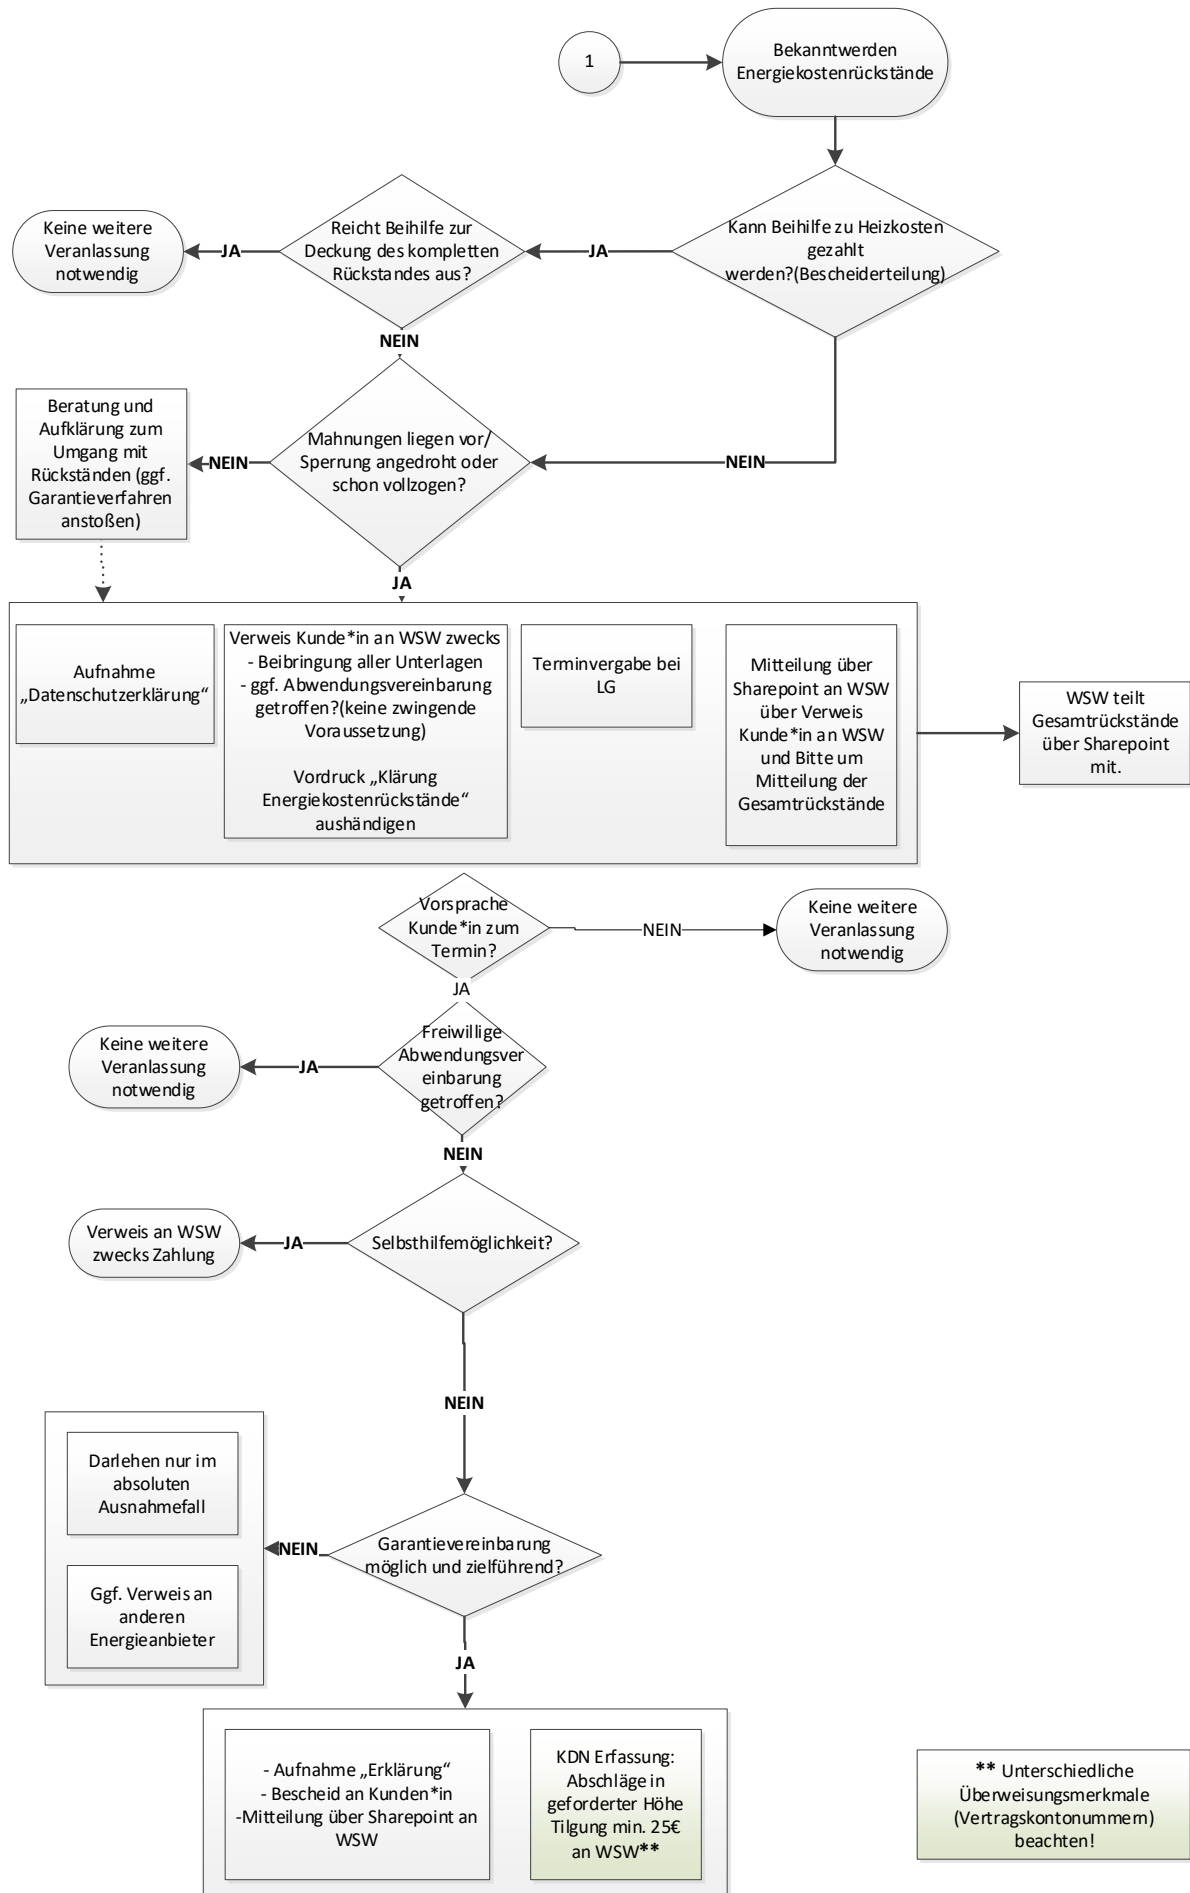 1
Bekanntwerden
Energiekostenrückstände
Kann Beihilfe zu Heizkosten
gezahlt
werden?(Bescheiderteilung)
JA
Reicht Beihilfe zur
Deckung des kompletten
Rückstandes aus?
JA
Keine weitere
Veranlassung
notwendig
NEIN
NEIN
Mahnungen liegen vor/
Sperrung angedroht oder
schon vollzogen?
NEIN
Beratung und
Aufklärung zum
Umgang mit
Rückständen (ggf.
Garantieverfahren
anstoßen)
JA
Aufnahme
„Datenschutzerklärung“
Verweis Kunde*in an WSW zwecks
- Beibringung aller Unterlagen
- ggf. Abwendungsvereinbarung
getroffen?(keine zwingende
Voraussetzung)
Vordruck „Klärung
Energiekostenrückstände“
aushändigen
Terminvergabe bei
LG
Mitteilung über
Sharepoint an WSW
über Verweis
Kunde*in an WSW
und Bitte um
Mitteilung der
Gesamtrückstände
WSW teilt
Gesamtrückstände
über Sharepoint
mit.
Vorsprache
Kunde*in zum
Termin?
NEIN
Keine weitere
Veranlassung
notwendig
JA
Freiwillige
Abwendungsver
einbarung
getroffen?
JA
Keine weitere
Veranlassung
notwendig
NEIN
Selbsthilfemöglichkeit?
JA
Verweis an WSW
zwecks Zahlung
NEIN
Garantievereinbarung
möglich und zielführend?
NEIN
Darlehen nur im
absoluten
Ausnahmefall
Ggf. Verweis an
anderen
Energieanbieter
JA
- Aufnahme „Erklärung“
- Bescheid an Kunden*in
-Mitteilung über Sharepoint an
WSW
KDN Erfassung:
Abschläge in
geforderter Höhe
Tilgung min. 25€
an WSW**
** Unterschiedliche
Überweisungsmerkmale
(Vertragskontonummern)
beachten!